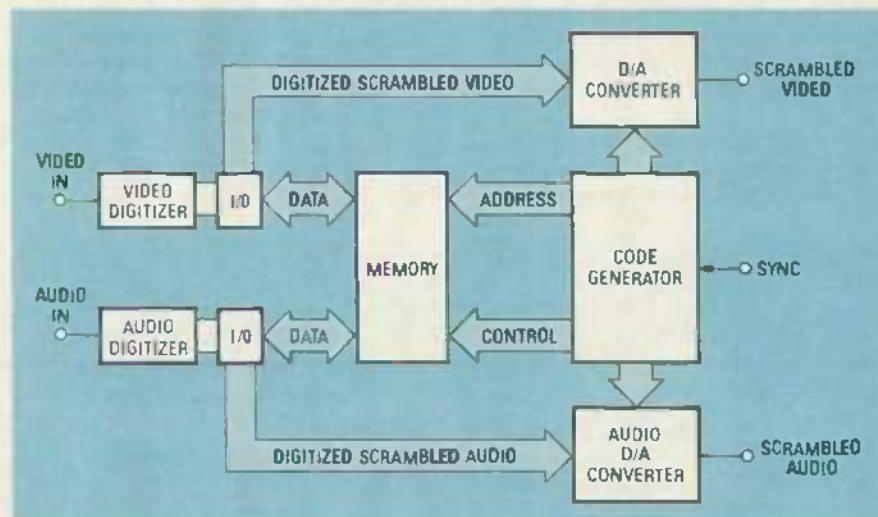 DIGITIZED SCRAMBLED VIDEO
D/A
CONVERTER
SCRAMBLED
VIDEO
VIDEO
IN
VIDEO
DIGITIZER
I/O
DATA
ADDRESS
MEMORY
CODE
GENERATOR
SYNC
AUDIO
IN
AUDIO
DIGITIZER
I/O
DATA
CONTROL
DIGITIZED SCRAMBLED AUDIO
AUDIO
D/A
CONVERTER
SCRAMBLED
AUDIO